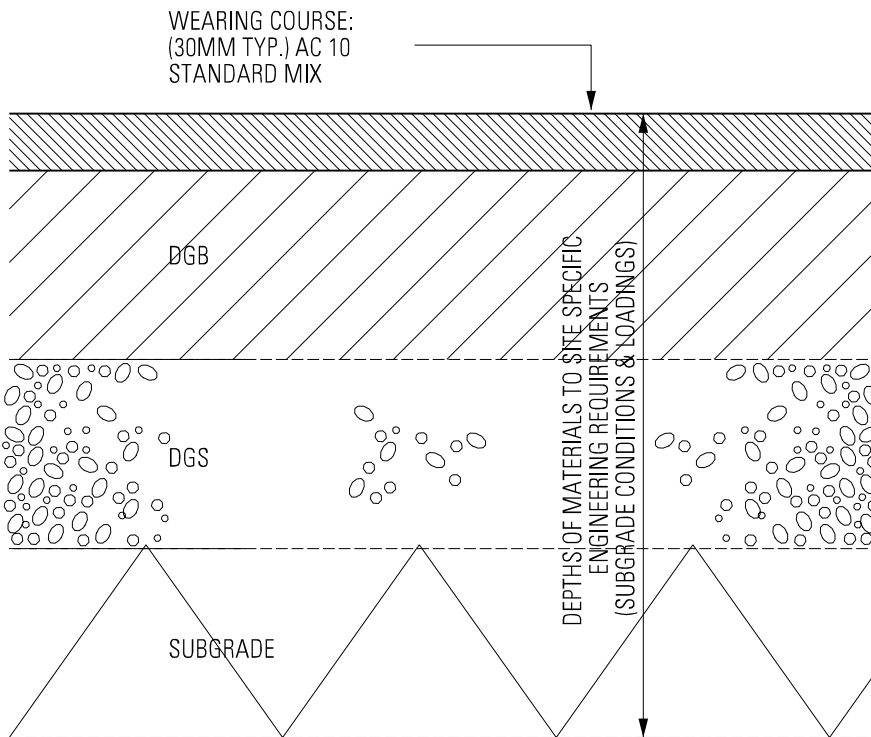 WEARING COURSE:
(30MM TYP.) AC 10
STANDARD MIX
DGB
DGS
SUBGRADE
DEPTHS OF MATERIALS TO SITE SPECIFIC
ENGINEERING REQUIREMENTS
(SUBGRADE CONDITIONS & LOADINGS)